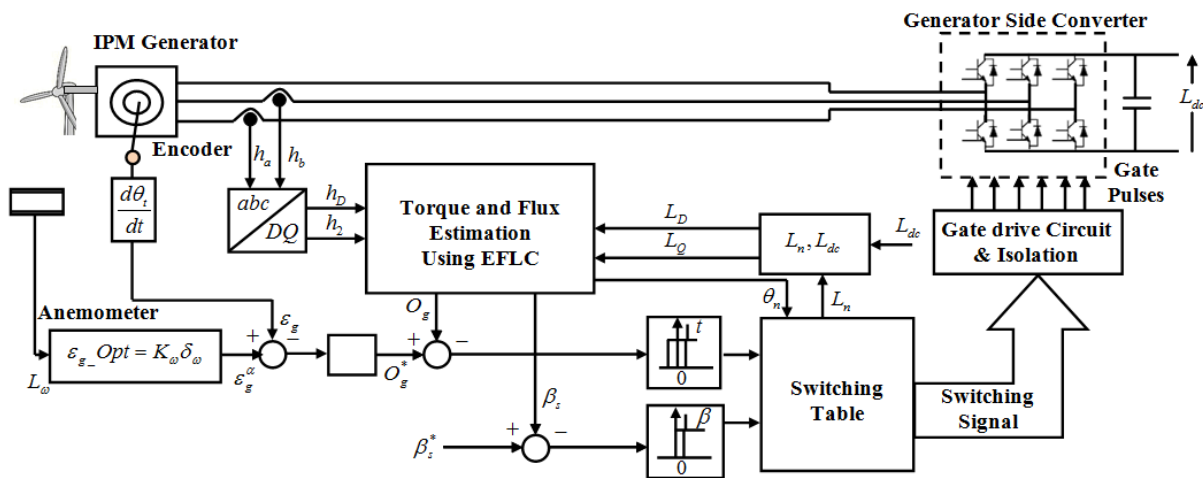 Generator Side Converter
IPM Generator
L_dc
Encoder
h_a
h_b
Gate
Pulses
dθ_t
dt
abc
DQ
h_D
h_2
Torque and Flux
Estimation
Using EFLC
L_D
L_Q
L_n, L_dc
L_dc
Gate drive Circuit
& Isolation
Anemometer
ε_g
O_g
θ_n
L_n
ε_g_Opt = K_ω δ_ω
L_ω
+
−
ε_g^α
+
−
O_g^*
t
0
Switching
Table
Switching
Signal
β_s
β_s^*
+
−
β
0